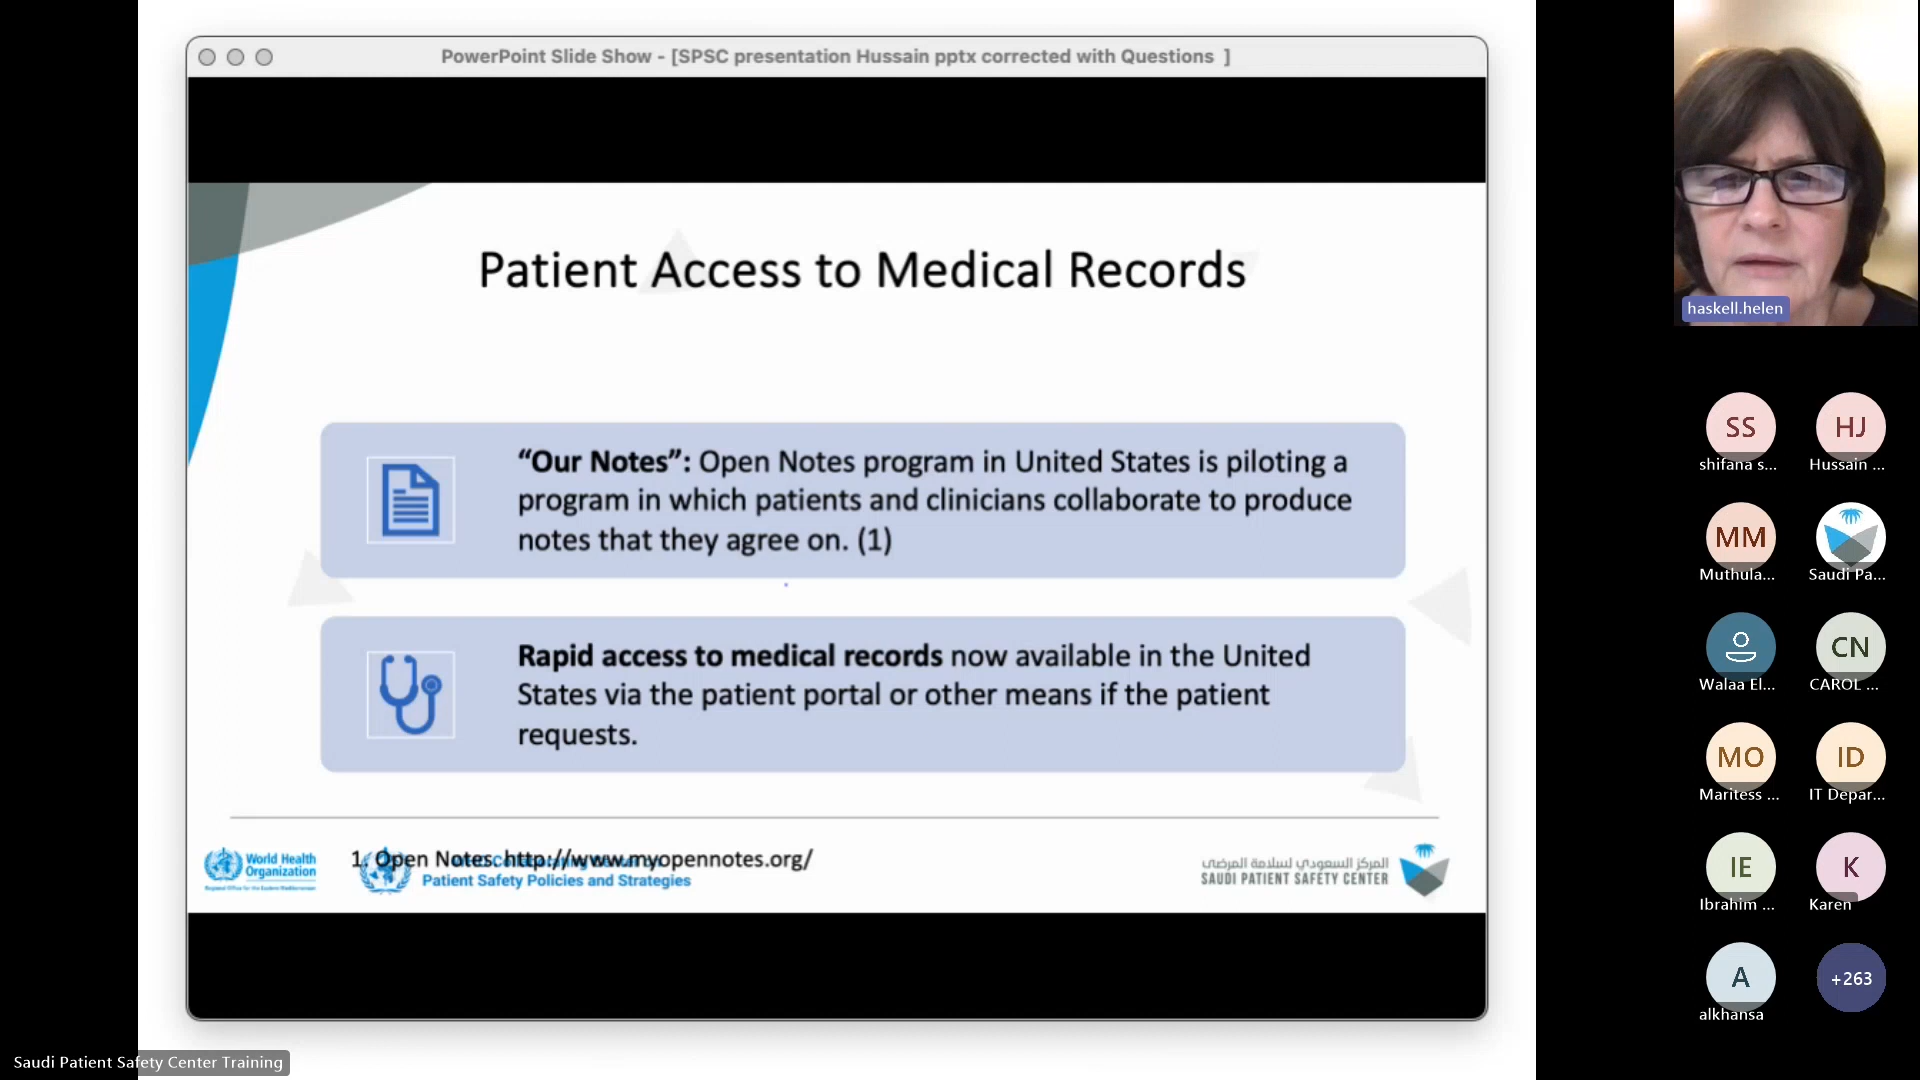 PowerPoint Slide Show - [SPSC presentation Hussain pptx corrected with Questions ]
Patient Access to Medical Records
“Our Notes”: Open Notes program in United States is piloting a
program in which patients and clinicians collaborate to produce
notes that they agree on. (1)
Rapid access to medical records now available in the United
States via the patient portal or other means if the patient
requests.
World Health
Organization
Regional Office for the Eastern Mediterranean
1. Open Notes. http://www.myopennotes.org/
Patient Safety Policies and Strategies
المركز السعودي لسلامة المرضى
SAUDI PATIENT SAFETY CENTER
haskell.helen
SS
shifana s...
HJ
Hussain ...
MM
Muthula...
Saudi Pa...
Walaa El...
CN
CAROL ...
MO
Maritess ...
ID
IT Depar...
IE
Ibrahim ...
K
Karen
A
alkhansa
+263
Saudi Patient Safety Center Training